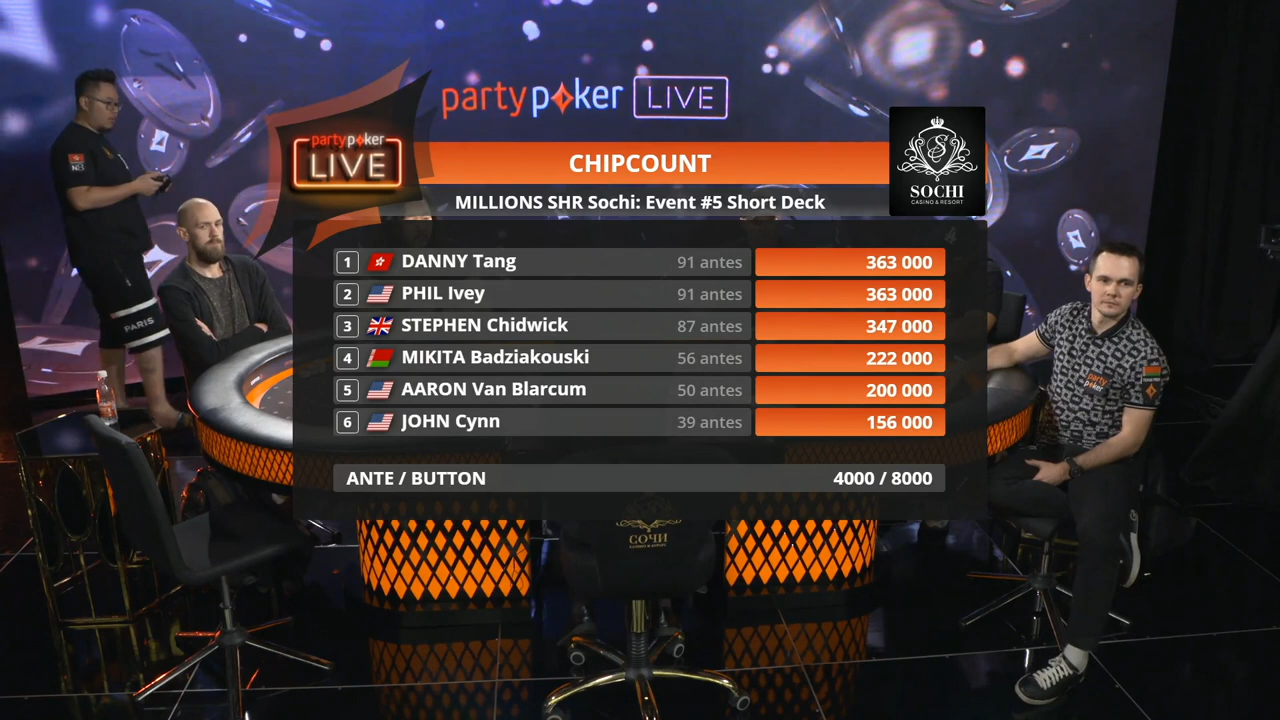 partypoker LIVE
partypoker
LIVE
CHIPCOUNT
MILLIONS SHR Sochi: Event #5 Short Deck
S
SOCHI
CASINO & RESORT
1 DANNY Tang 91 antes 363 000
2 PHIL Ivey 91 antes 363 000
3 STEPHEN Chidwick 87 antes 347 000
4 MIKITA Badziakouski 56 antes 222 000
5 AARON Van Blarcum 50 antes 200 000
6 JOHN Cynn 39 antes 156 000
ANTE / BUTTON 4000 / 8000
PARIS
party
poker
СОЧИ